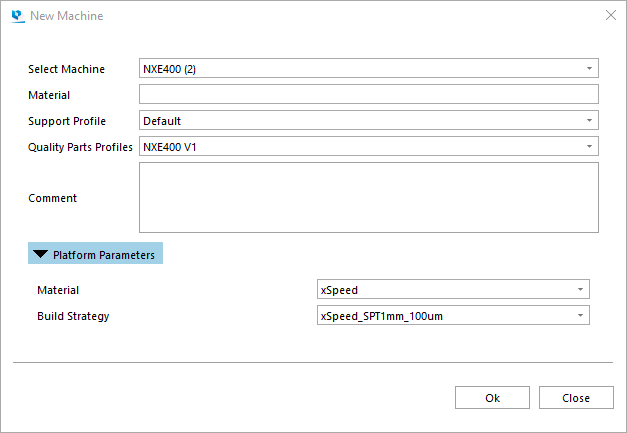 New Machine
Select Machine NXE400 (2)
Material
Support Profile Default
Quality Parts Profiles NXE400 V1
Comment
Platform Parameters
Material xSpeed
Build Strategy xSpeed_SPT1mm_100um
Ok Close